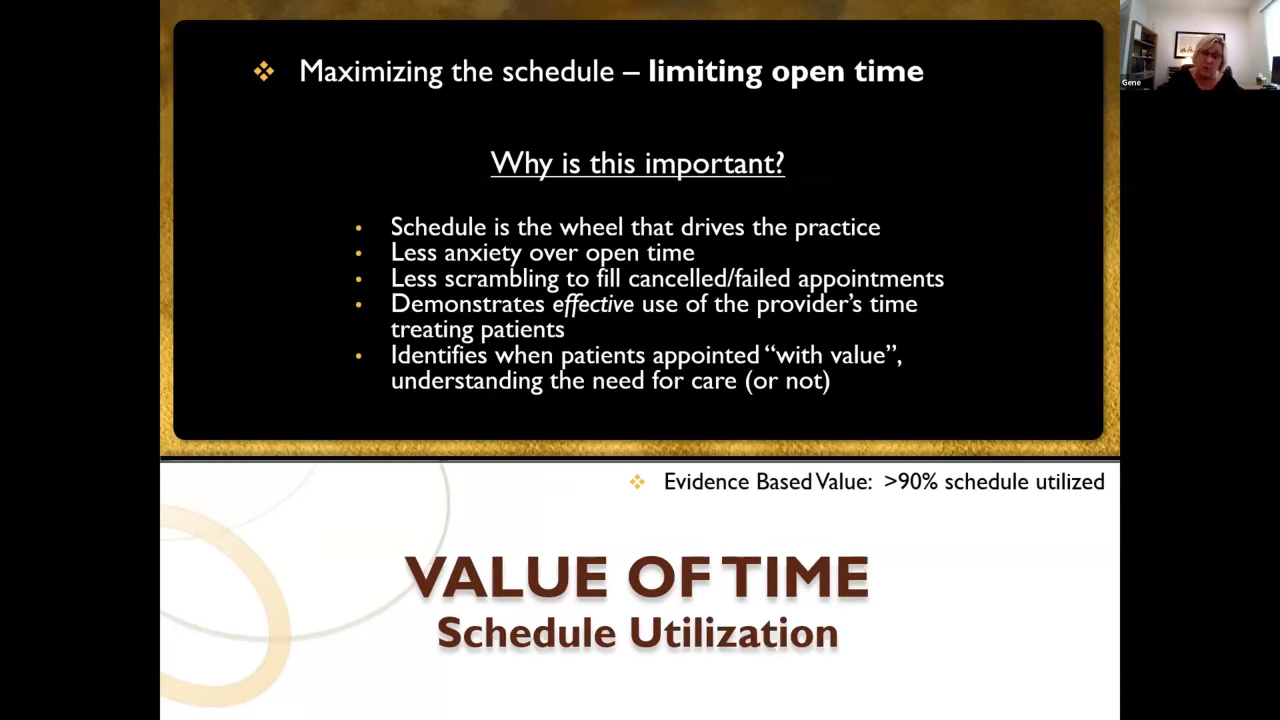 Maximizing the schedule – limiting open time
Gene
Why is this important?
• Schedule is the wheel that drives the practice
• Less anxiety over open time
• Less scrambling to fill cancelled/failed appointments
• Demonstrates effective use of the provider’s time
treating patients
• Identifies when patients appointed “with value”,
understanding the need for care (or not)
Evidence Based Value: >90% schedule utilized
VALUE OF TIME
Schedule Utilization